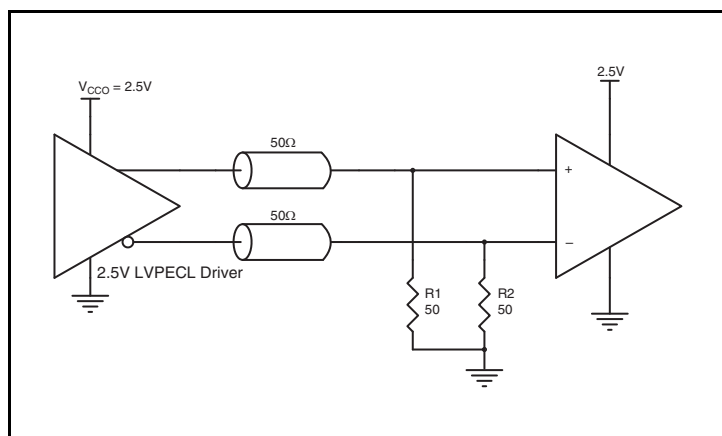 V_CCO = 2.5V
2.5V
50Ω
50Ω
+
–
2.5V LVPECL Driver
R1
50
R2
50